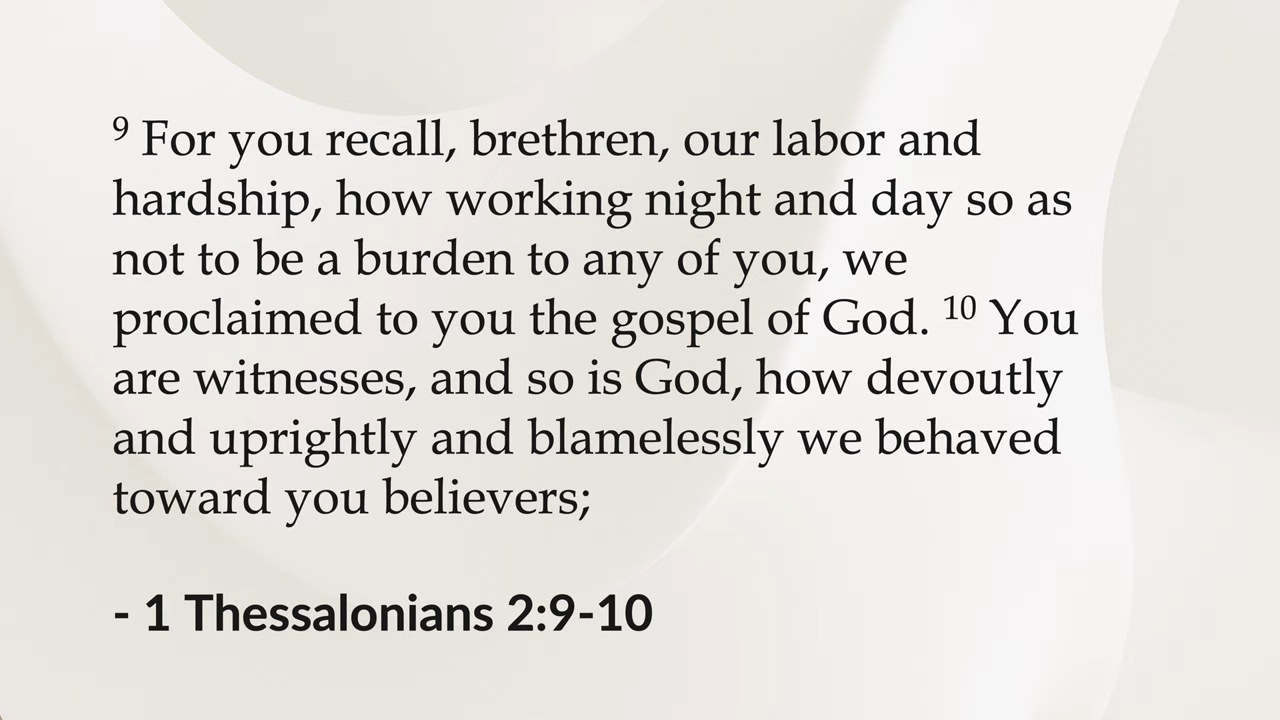 ⁹ For you recall, brethren, our labor and
hardship, how working night and day so as
not to be a burden to any of you, we
proclaimed to you the gospel of God. ¹⁰ You
are witnesses, and so is God, how devoutly
and uprightly and blamelessly we behaved
toward you believers;
- 1 Thessalonians 2:9-10